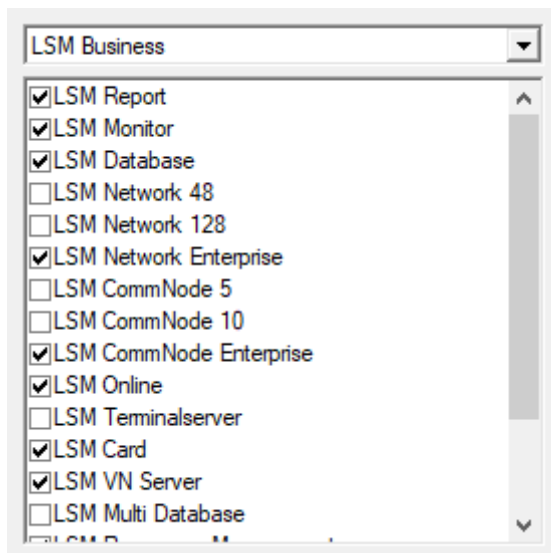 LSM Business
LSM Report
LSM Monitor
LSM Database
LSM Network 48
LSM Network 128
LSM Network Enterprise
LSM CommNode 5
LSM CommNode 10
LSM CommNode Enterprise
LSM Online
LSM Terminalserver
LSM Card
LSM VN Server
LSM Multi Database
LSM